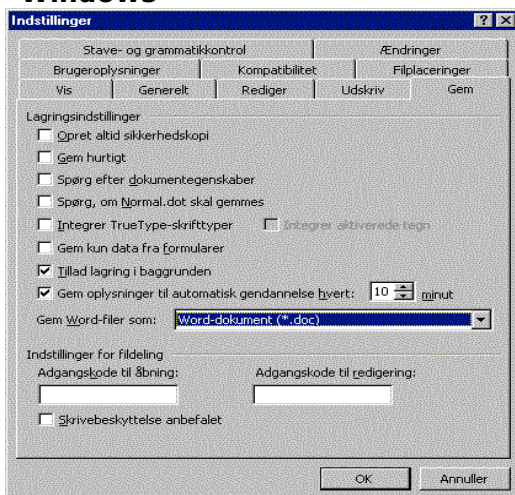 Windows
Indstillinger
Stave- og grammatikkontrol Ændringer
Brugeroplysninger Kompatibilitet Filplaceringer
Vis Generelt Rediger Udskriv Gem
Lagringsindstillinger
Opret altid sikkerhedskopi
Gem hurtigt
Spørg efter dokumentegenskaber
Spørg, om Normal.dot skal gemmes
Integrer TrueType-skrifttyper Integrer aktiverede tegn
Gem kun data fra formularer
Tillad lagring i baggrunden
Gem oplysninger til automatisk gendannelse hvert: 10 minut
Gem Word-filer som: Word-dokument (*.doc)
Indstillinger for fildeling
Adgangskode til åbning: Adgangskode til redigering:
Skrivebeskyttelse anbefalet
OK Annuller